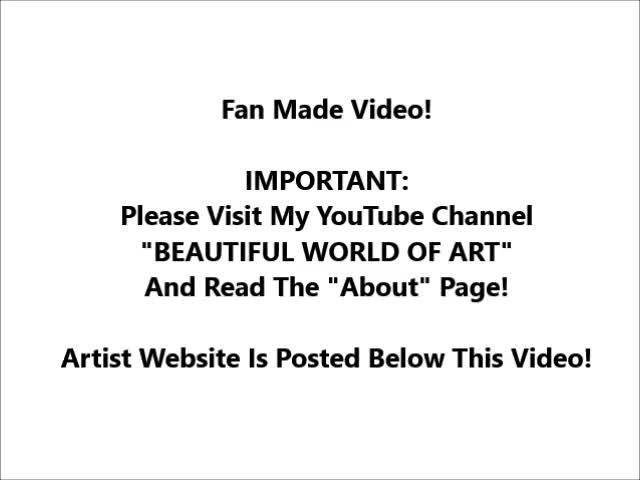 Fan Made Video!
IMPORTANT:
Please Visit My YouTube Channel
"BEAUTIFUL WORLD OF ART"
And Read The "About" Page!
Artist Website Is Posted Below This Video!